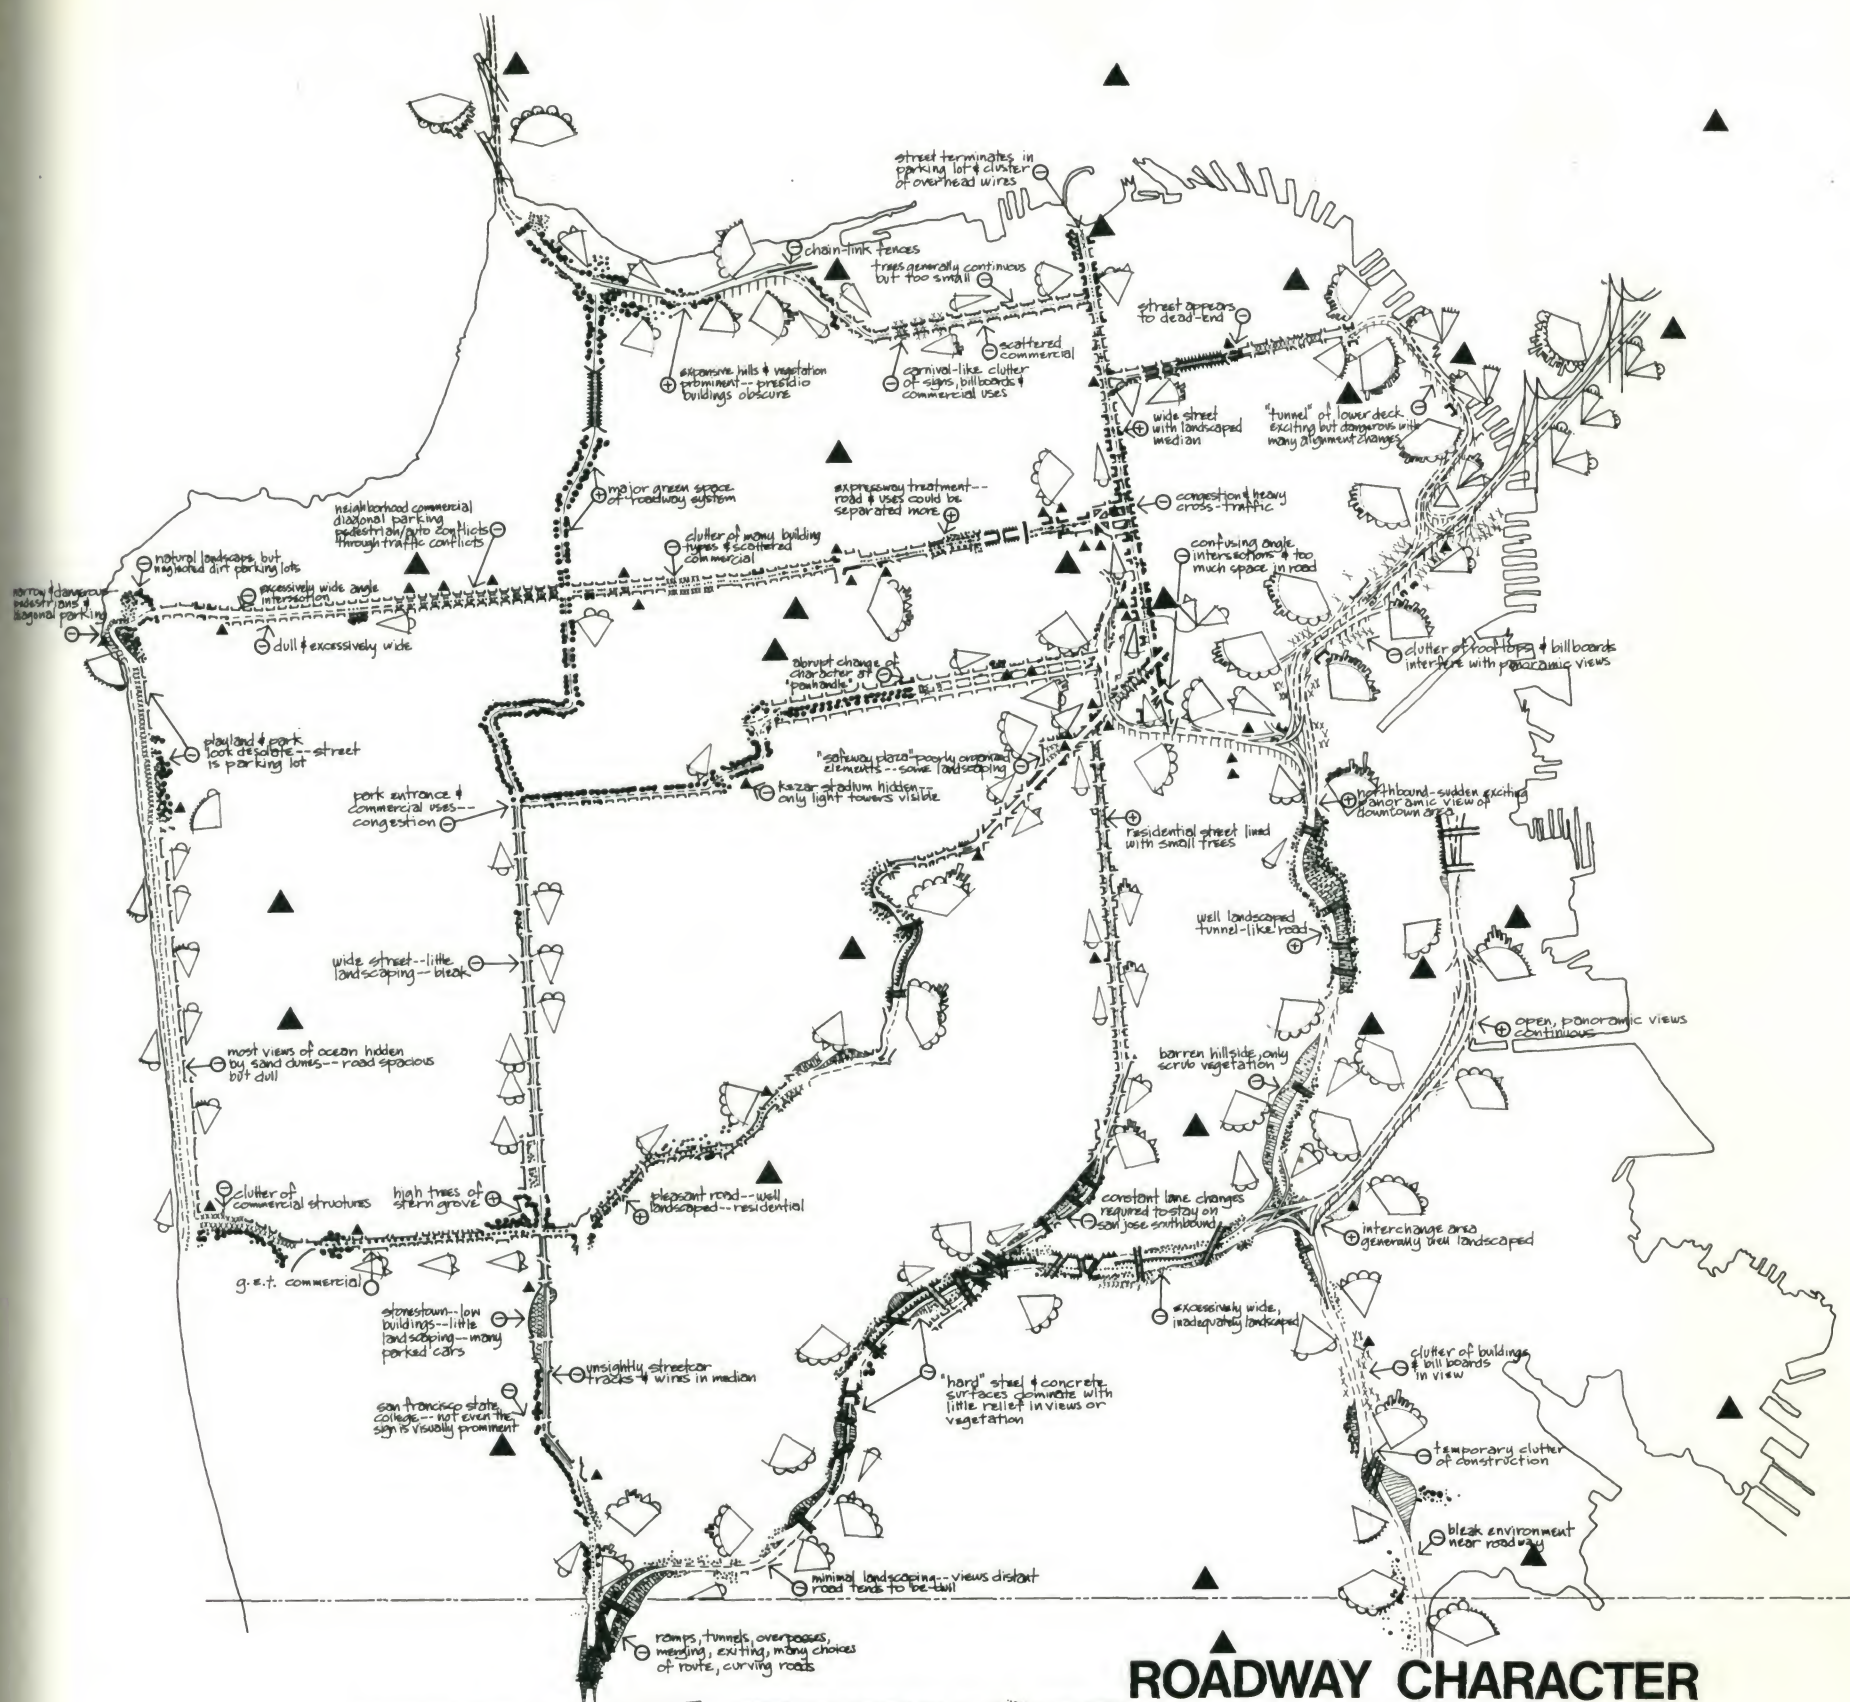 street terminates in
parking lot & cluster
of overhead wires
chain-link fences
trees generally continuous
but too small
street appears
to dead-end
scattered
commercial
expansive hills & vegetation
prominent--presidio
buildings obscure
carnival-like clutter
of signs, billboards &
commercial uses
wide street
with landscaped
median
"tunnel" of lower deck
exciting but dangerous with
many alignment changes
major green space
of roadway system
expressway treatment--
road & uses could be
separated more
congestion & heavy
cross-traffic
neighborhood commercial
diagonal parking
pedestrian/auto conflicts
through traffic conflicts
clutter of many building
types & scattered
commercial
confusing angle
intersections & too
much space in road
natural landscape but
neglected dirt parking lots
narrow & dangerous
pedestrians &
diagonal parking
excessively wide angle
intersection
dull & excessively wide
clutter of rooftops & billboards
interfere with panoramic views
abrupt change of
character at
"panhandle"
playland & park
look desolate--street
is parking lot
"safeway plaza"-poorly organized
elements--some landscaping
kezar stadium hidden--
only light towers visible
park entrance &
commercial uses--
congestion
northbound-sudden exciting
panoramic view of
downtown area
residential street lined
with small trees
well landscaped
tunnel-like road
wide street--little
landscaping--bleak
open, panoramic views
continuous
most views of ocean hidden
by sand dunes--road spacious
but dull
barren hillside, only
scrub vegetation
clutter of
commercial structures
high trees of
stern grove
pleasant road--well
landscaped--residential
constant lane changes
required to stay on
san jose southbound
interchange area
generally well landscaped
g.e.t. commercial
stonestown--low
buildings--little
landscaping--many
parked cars
excessively wide,
inadequately landscaped
unsightly streetcar
tracks & wires in median
clutter of buildings
& bill boards
in view
"hard" steel & concrete
surfaces dominate with
little relief in views or
vegetation
san francisco state
college--not even the
sign is visually prominent
temporary clutter
of construction
bleak environment
near roadway
minimal landscaping--views distant
road tends to be dull
ramps, tunnels, overpasses,
merging, exiting, many choices
of route, curving roads
ROADWAY CHARACTER